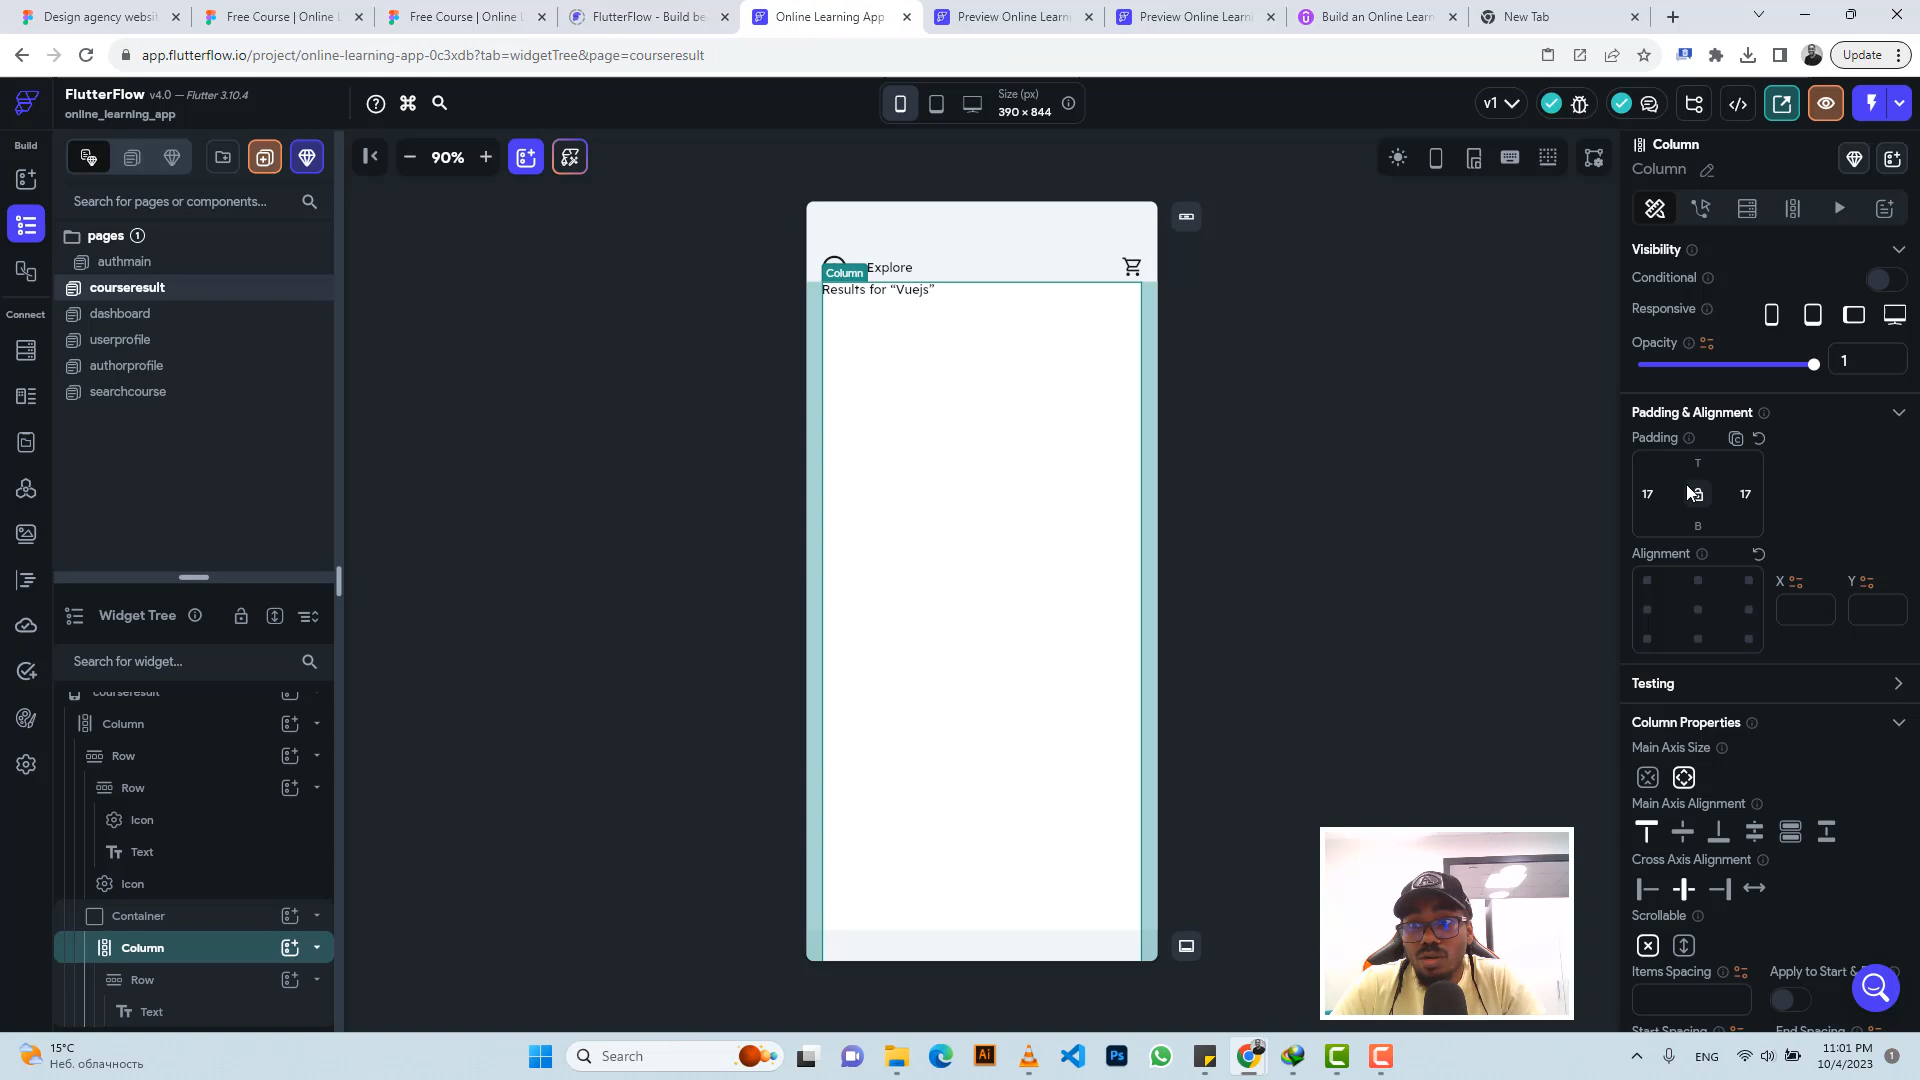 Design agency websit
Free Course | Online L
Free Course | Online L
FlutterFlow - Build be
Online Learning App
Preview Online Learni
Preview Online Learni
Build an Online Learn
New Tab
app.flutterflow.io/project/online-learning-app-0c3xdb?tab=widgetTree&page=courseresult
Update
FlutterFlow v4.0 — Flutter 3.10.4
online_learning_app
Size (px)
390 × 844
v1
Build
Connect
90%
Search for pages or components...
pages 1
authmain
courseresult
dashboard
userprofile
authorprofile
searchcourse
Widget Tree
Search for widget...
courseresult
Column
Row
Row
Icon
Text
Icon
Container
Column
Row
Text
Explore
Column
Results for “Vuejs”
Column
Column
Visibility
Conditional
Responsive
Opacity
1
Padding & Alignment
Padding
T
17
17
B
Alignment
X
Y
Testing
Column Properties
Main Axis Size
Main Axis Alignment
Cross Axis Alignment
Scrollable
Items Spacing
Apply to Start &
Start Spacing
End Spacing
15°C
Неб. облачность
Search
Ai
Ps
ENG
11:01 PM
10/4/2023
1